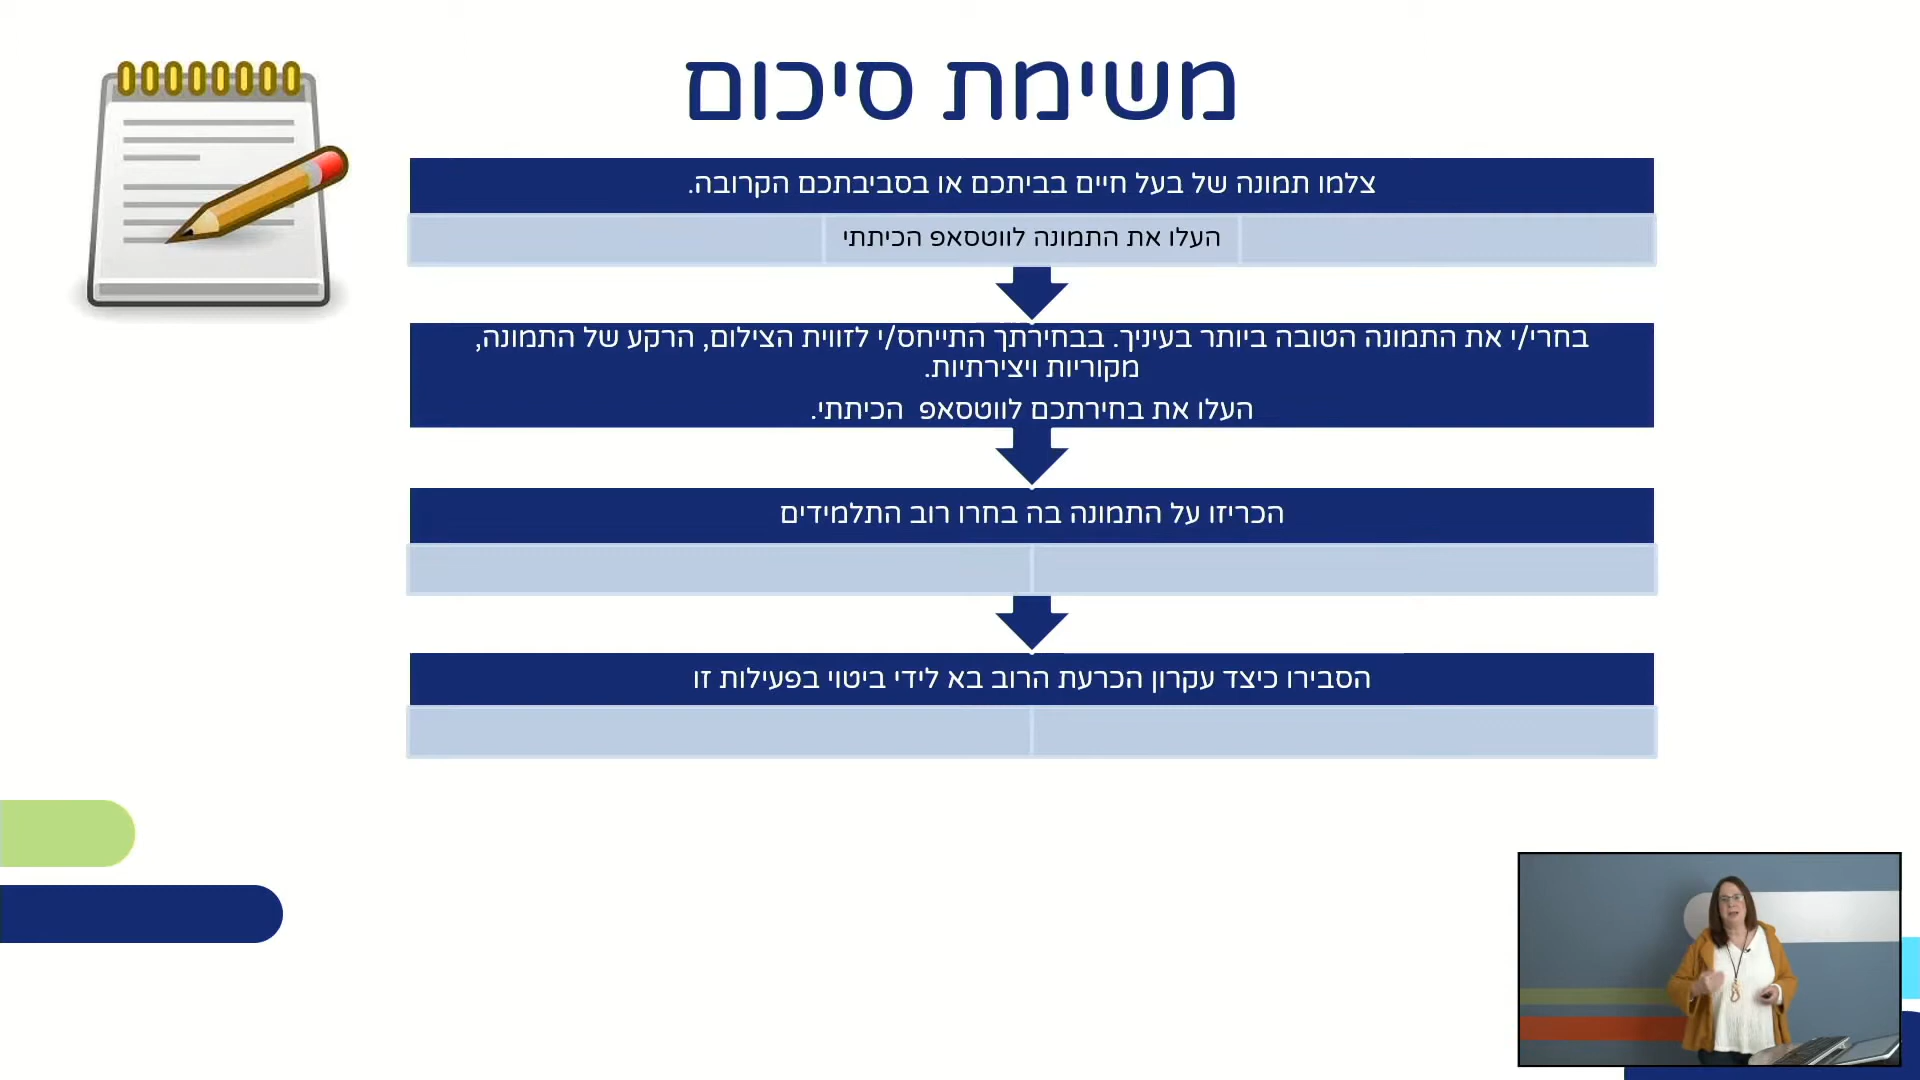 משימת סיכום
צלמו תמונה של בעל חיים בביתכם או בסביבתכם הקרובה.
העלו את התמונה לווטסאפ הכיתתי
בחרי/י את התמונה הטובה ביותר בעיניך. בבחירתך התייחס/י לזווית הצילום, הרקע של התמונה,
מקוריות ויצירתיות.
העלו את בחירתכם לווטסאפ  הכיתתי.
הכריזו על התמונה בה בחרו רוב התלמידים
הסבירו כיצד עקרון הכרעת הרוב בא לידי ביטוי בפעילות זו